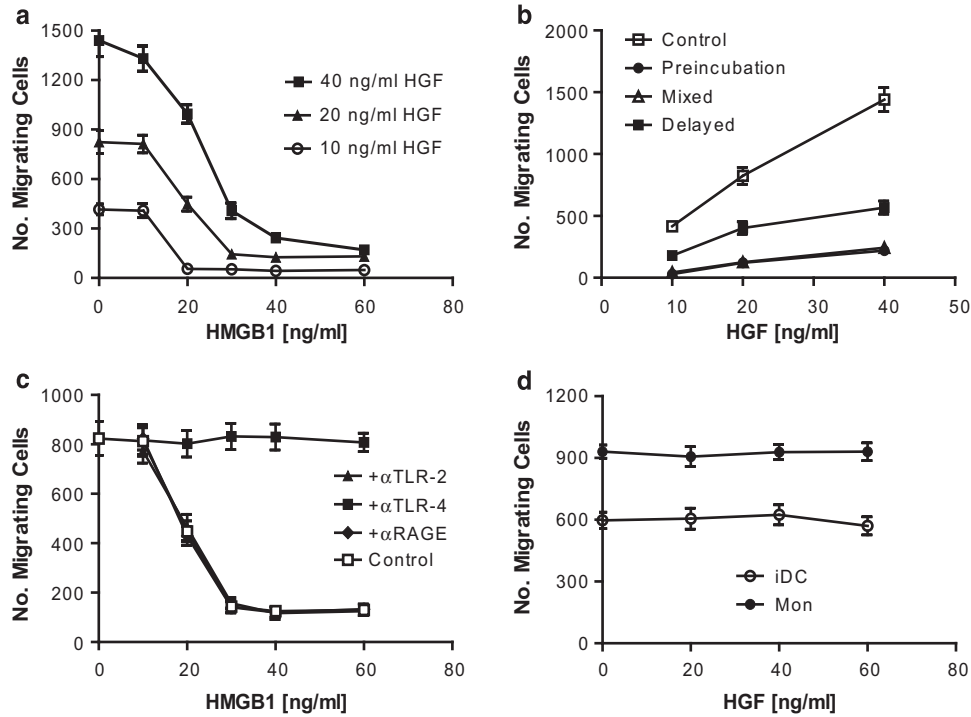 a
1500
1200
900
600
300
0
No. Migrating Cells
40 ng/ml HGF
20 ng/ml HGF
10 ng/ml HGF
0 20 40 60 80
HMGB1 [ng/ml]
b
2000
1500
1000
500
0
No. Migrating Cells
Control
Preincubation
Mixed
Delayed
0 10 20 30 40 50
HGF [ng/ml]
c
1000
800
600
400
200
0
No. Migrating Cells
+αTLR-2
+αTLR-4
+αRAGE
Control
0 20 40 60 80
HMGB1 [ng/ml]
d
1200
900
600
300
0
No. Migrating Cells
iDC
Mon
0 20 40 60 80
HGF [ng/ml]